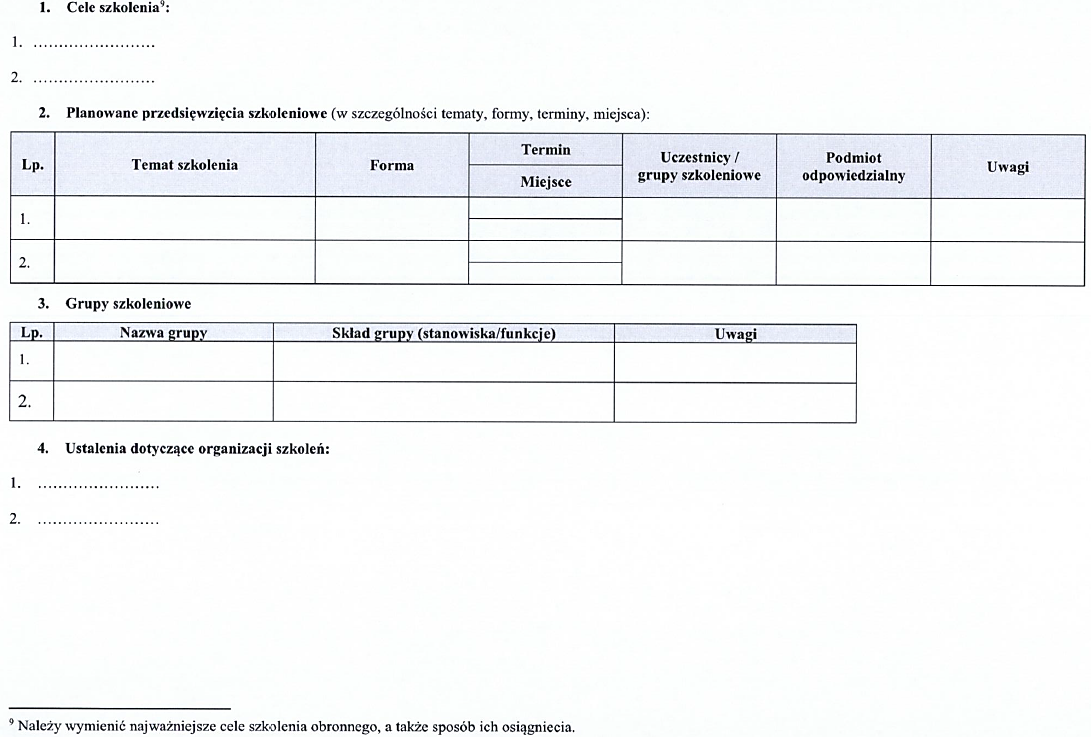 1. Cele szkolenia⁹:
1. ........................
2. ........................
2. Planowane przedsięwzięcia szkoleniowe (w szczególności tematy, formy, terminy, miejsca):
Lp. Temat szkolenia Forma Termin Miejsce Uczestnicy / grupy szkoleniowe Podmiot odpowiedzialny Uwagi
1.
2.
3. Grupy szkoleniowe
Lp. Nazwa grupy Skład grupy (stanowiska/funkcje) Uwagi
1.
2.
4. Ustalenia dotyczące organizacji szkoleń:
1. ........................
2. ........................
⁹ Należy wymienić najważniejsze cele szkolenia obronnego, a także sposób ich osiągniecia.